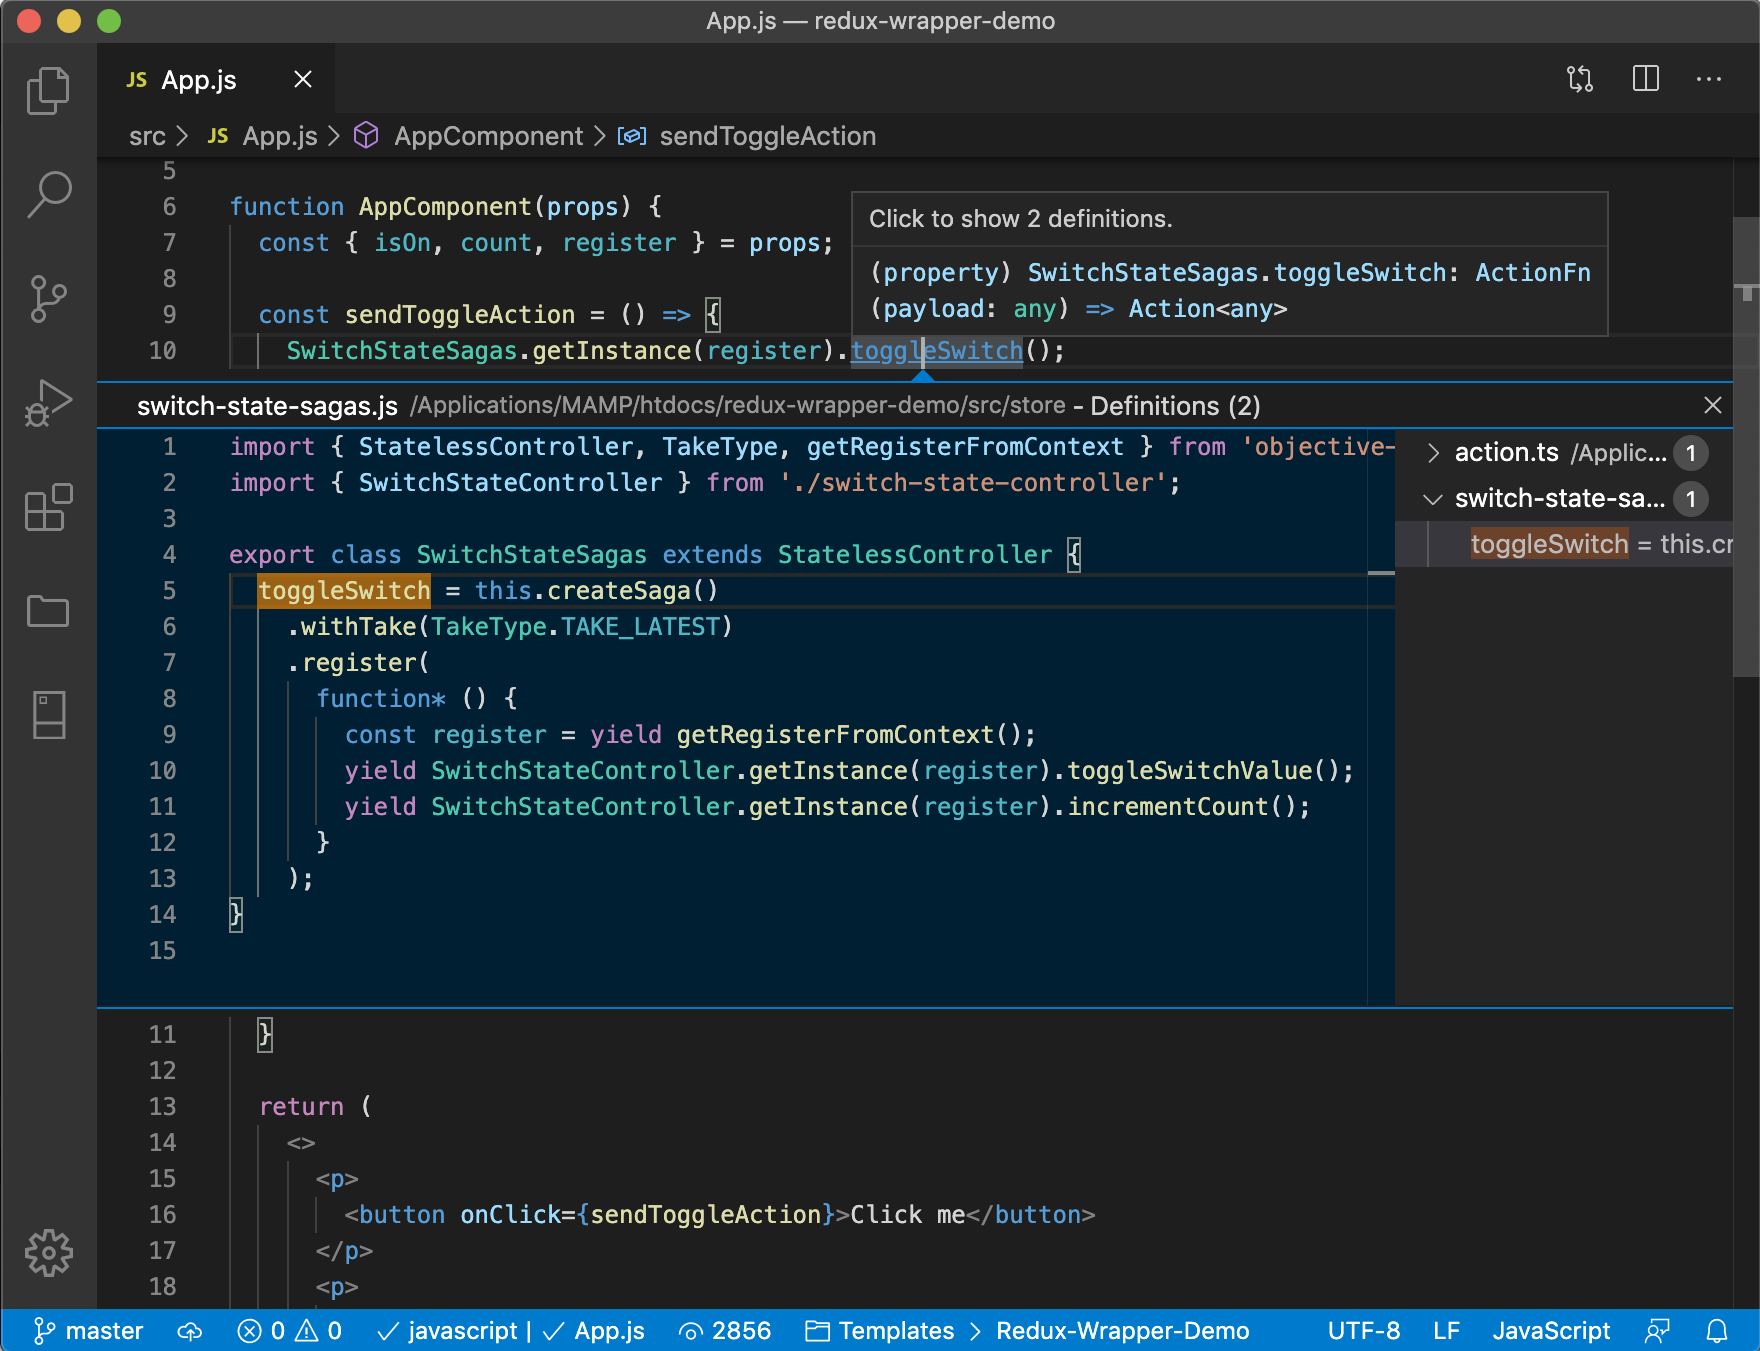 App.js — redux-wrapper-demo
JS App.js
src > JS App.js > AppComponent > sendToggleAction
5
6 function AppComponent(props) {
7 const { isOn, count, register } = props;
8
9 const sendToggleAction = () => {
10 SwitchStateSagas.getInstance(register).toggleSwitch();
Click to show 2 definitions.
(property) SwitchStateSagas.toggleSwitch: ActionFn
(payload: any) => Action<any>
switch-state-sagas.js /Applications/MAMP/htdocs/redux-wrapper-demo/src/store - Definitions (2)
1 import { StatelessController, TakeType, getRegisterFromContext } from 'objective-
2 import { SwitchStateController } from './switch-state-controller';
3
4 export class SwitchStateSagas extends StatelessController {
5 toggleSwitch = this.createSaga()
6 .withTake(TakeType.TAKE_LATEST)
7 .register(
8 function* () {
9 const register = yield getRegisterFromContext();
10 yield SwitchStateController.getInstance(register).toggleSwitchValue();
11 yield SwitchStateController.getInstance(register).incrementCount();
12 }
13 );
14 }
15
action.ts /Applic... 1
switch-state-sa... 1
toggleSwitch = this.cr
11 }
12
13 return (
14 <>
15 <p>
16 <button onClick={sendToggleAction}>Click me</button>
17 </p>
18 <p>
master 0 0 javascript | App.js 2856 Templates > Redux-Wrapper-Demo UTF-8 LF JavaScript